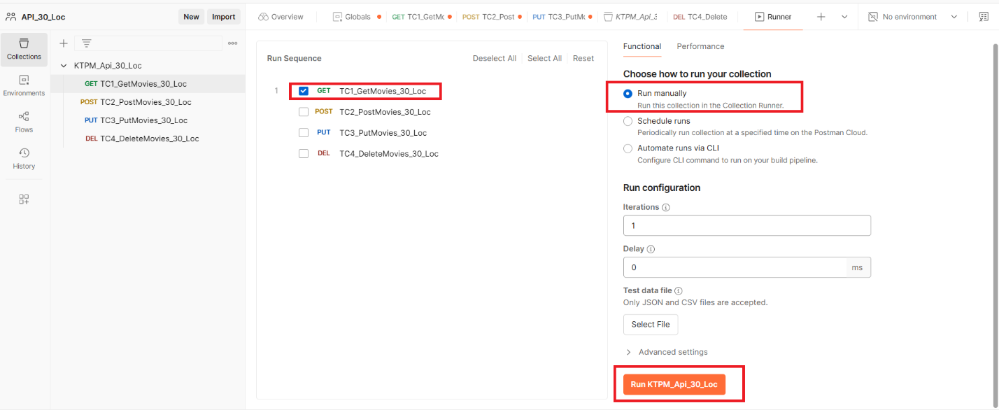 API_30_Loc
New
Import
Overview
Globals
GET TC1_GetMc
POST TC2_Post
PUT TC3_PutMc
KTPM_Api_3
DEL TC4_Delete
Runner
No environment
Collections
Environments
Flows
History
KTPM_Api_30_Loc
GET TC1_GetMovies_30_Loc
POST TC2_PostMovies_30_Loc
PUT TC3_PutMovies_30_Loc
DEL TC4_DeleteMovies_30_Loc
Run Sequence
Deselect All
Select All
Reset
1 GET TC1_GetMovies_30_Loc
POST TC2_PostMovies_30_Loc
PUT TC3_PutMovies_30_Loc
DEL TC4_DeleteMovies_30_Loc
Functional
Performance
Choose how to run your collection
Run manually
Run this collection in the Collection Runner.
Schedule runs
Periodically run collection at a specified time on the Postman Cloud.
Automate runs via CLI
Configure CLI command to run on your build pipeline.
Run configuration
Iterations
1
Delay
0 ms
Test data file
Only JSON and CSV files are accepted.
Select File
Advanced settings
Run KTPM_Api_30_Loc